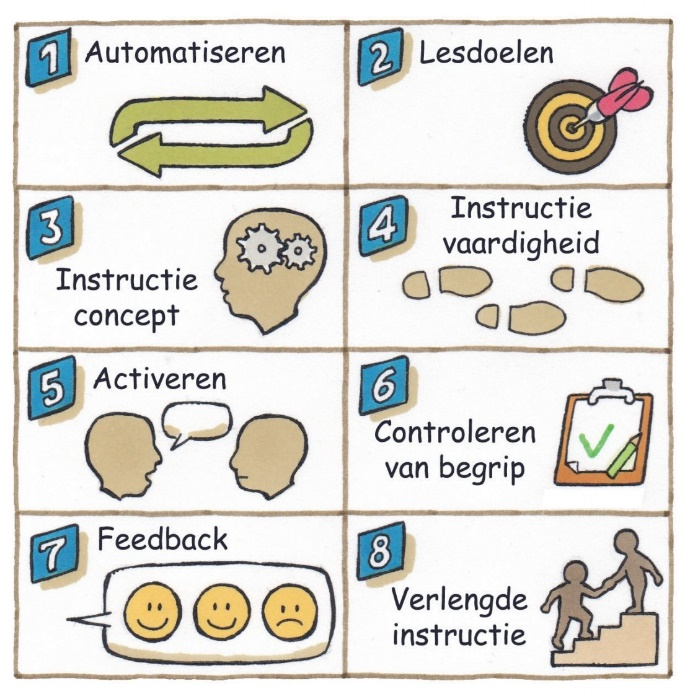 1 Automatiseren
2 Lesdoelen
3
Instructie
concept
4 Instructie
vaardigheid
5 Activeren
6
Controleren
van begrip
7 Feedback
8
Verlengde
instructie